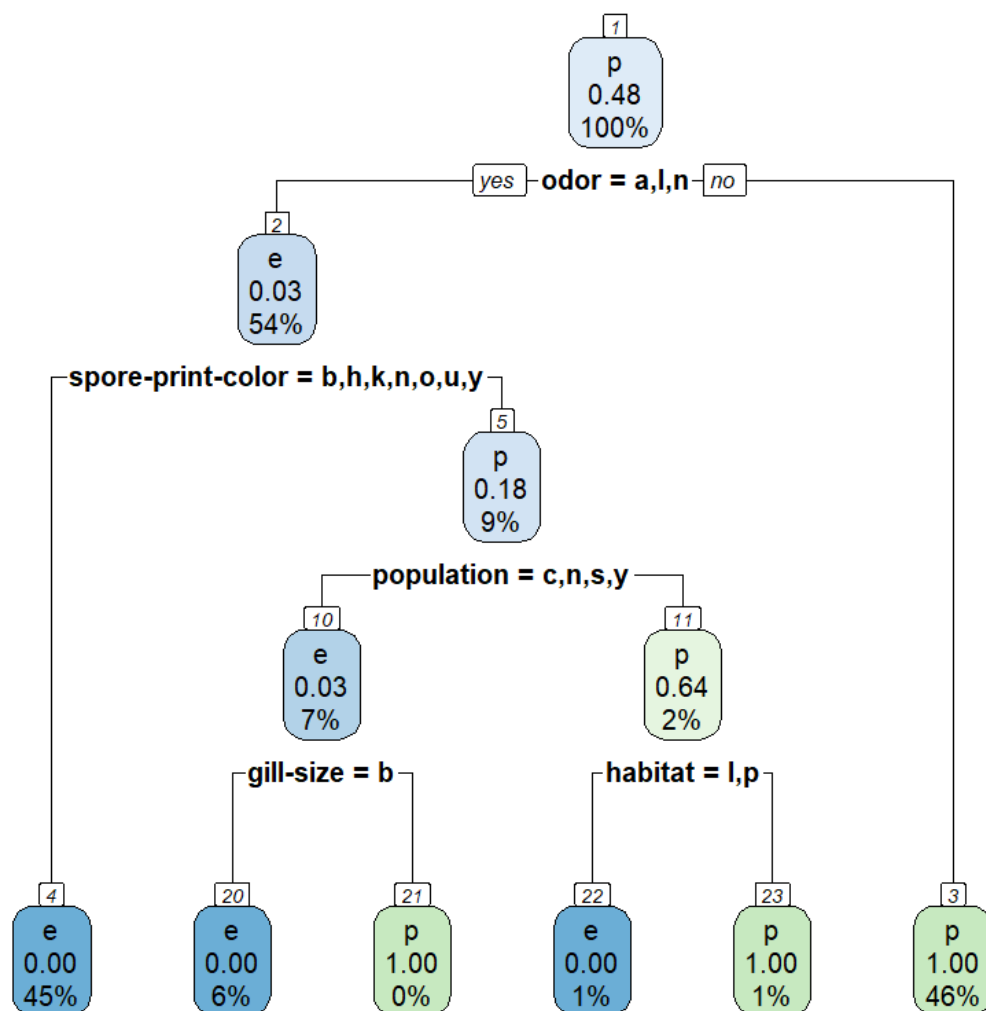 1
p
0.48
100%
yes odor = a,l,n no
2
e
0.03
54%
spore-print-color = b,h,k,n,o,u,y
5
p
0.18
9%
population = c,n,s,y
10
e
0.03
7%
11
p
0.64
2%
gill-size = b
habitat = l,p
4
e
0.00
45%
20
e
0.00
6%
21
p
1.00
0%
22
e
0.00
1%
23
p
1.00
1%
3
p
1.00
46%